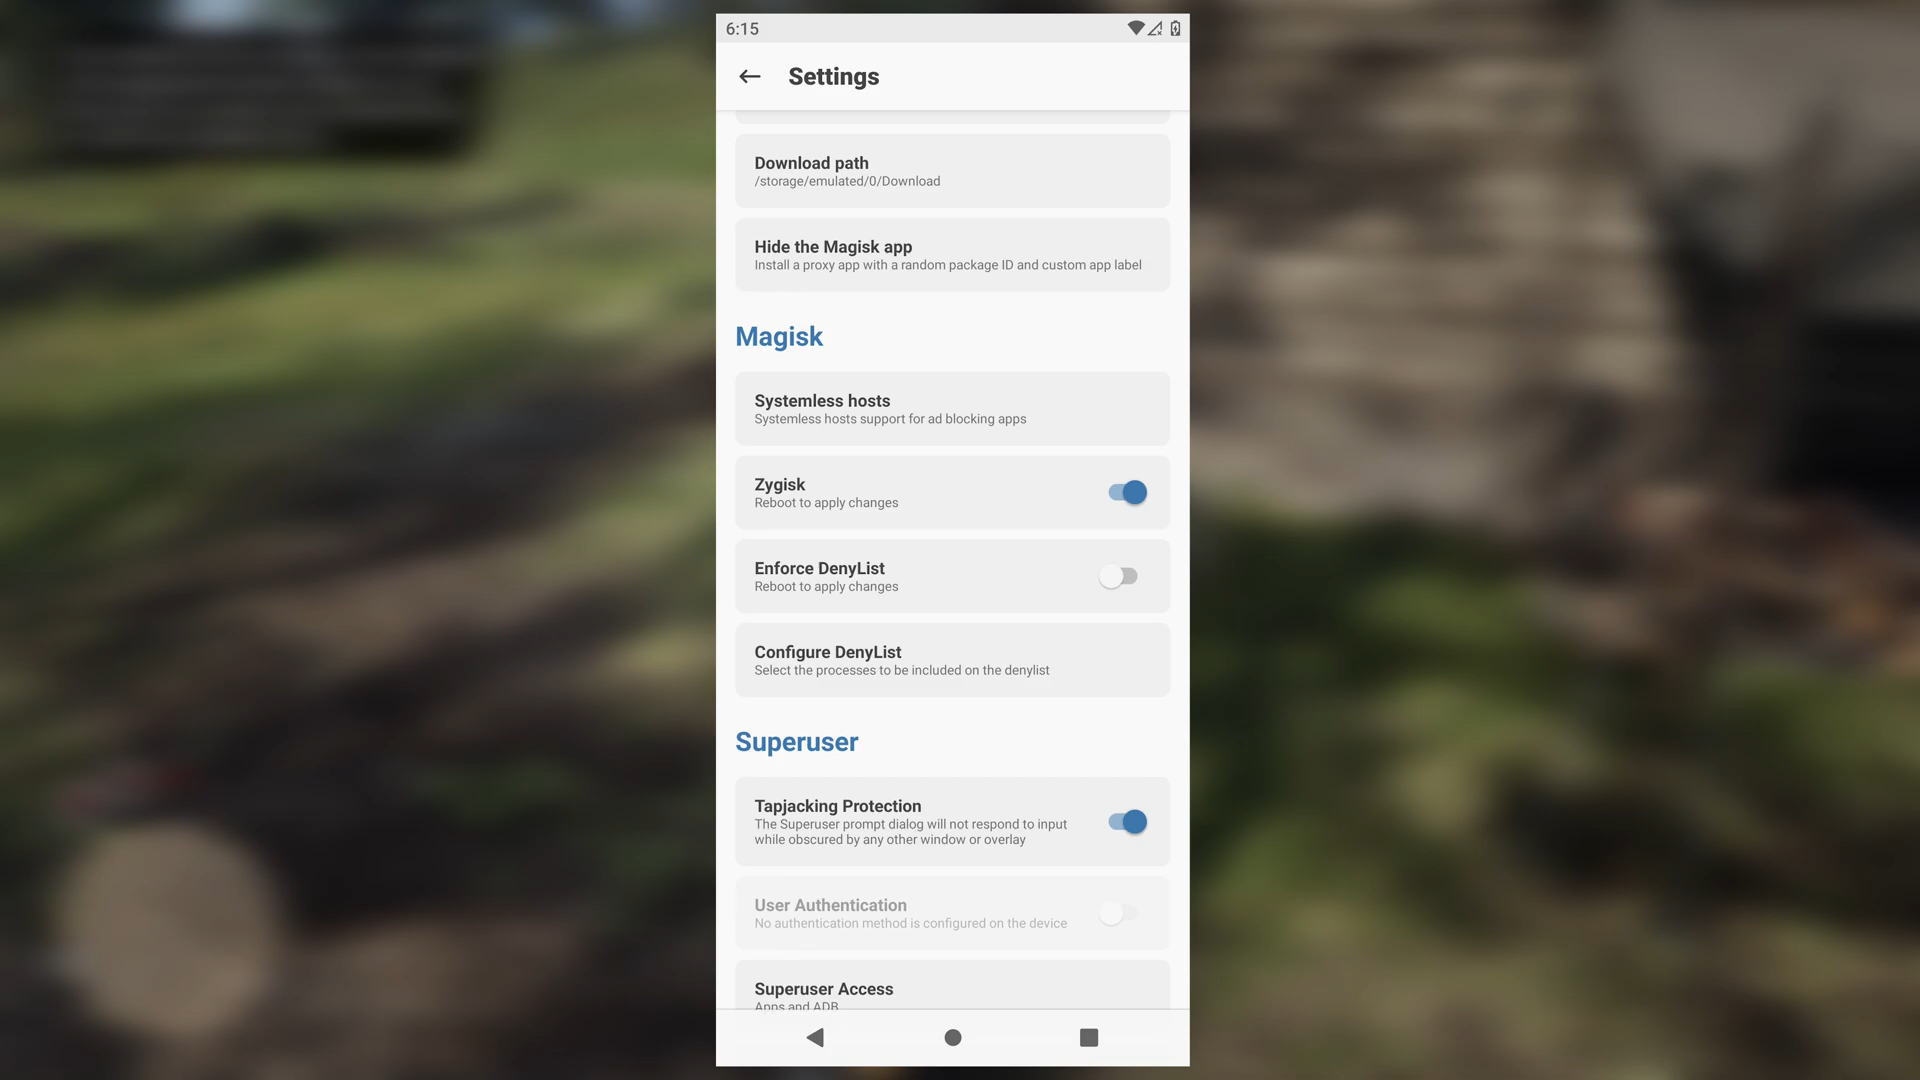 6:15
Settings
Download path
/storage/emulated/0/Download
Hide the Magisk app
Install a proxy app with a random package ID and custom app label
Magisk
Systemless hosts
Systemless hosts support for ad blocking apps
Zygisk
Reboot to apply changes
Enforce DenyList
Reboot to apply changes
Configure DenyList
Select the processes to be included on the denylist
Superuser
Tapjacking Protection
The Superuser prompt dialog will not respond to input
while obscured by any other window or overlay
User Authentication
No authentication method is configured on the device
Superuser Access
Apps and ADB